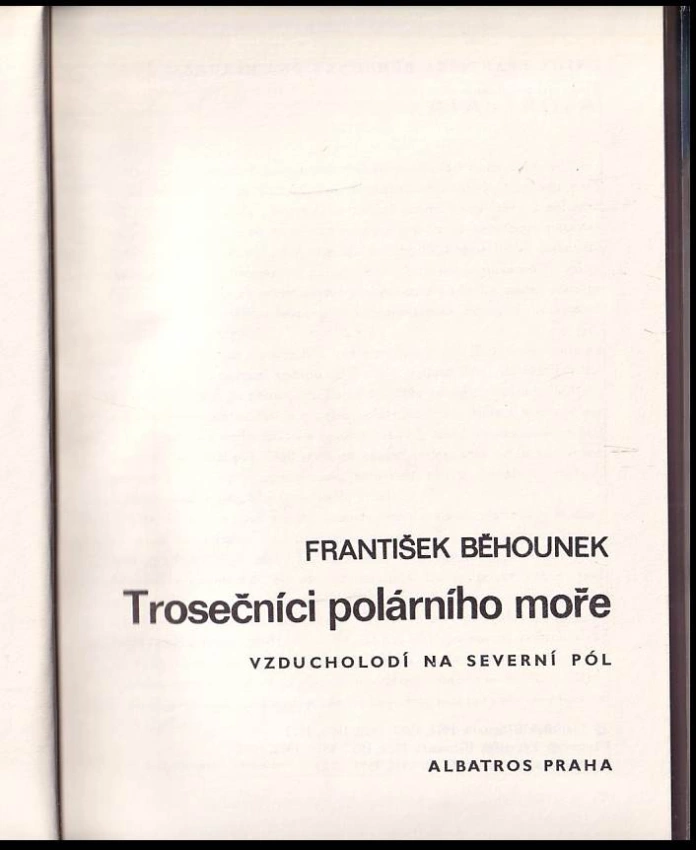 FRANTIŠEK BĚHOUNEK
Trosečníci polárního moře
VZDUCHOLODÍ NA SEVERNÍ PÓL
ALBATROS PRAHA